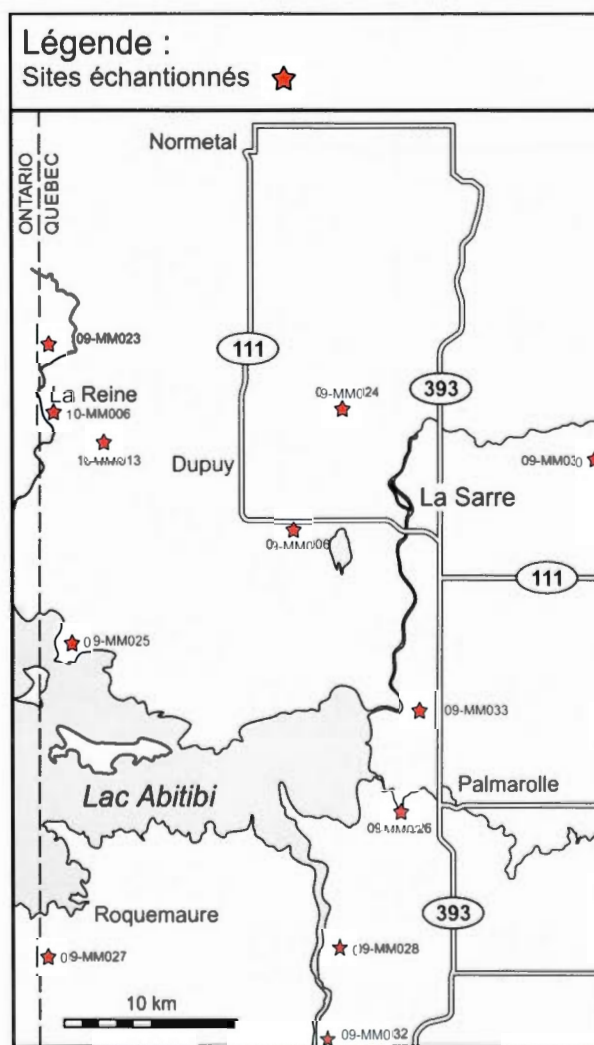 Légende :
Sites échantionnés
Normetal
ONTARIO
QUEBEC
09-MM023
111
393
La Reine
10-MM006
09-MM024
Dupuy
La Sarre
111
09-MM025
09-MM033
Lac Abitibi
Palmarolle
Roquemaure
393
09-MM028
09-MM027
10 km